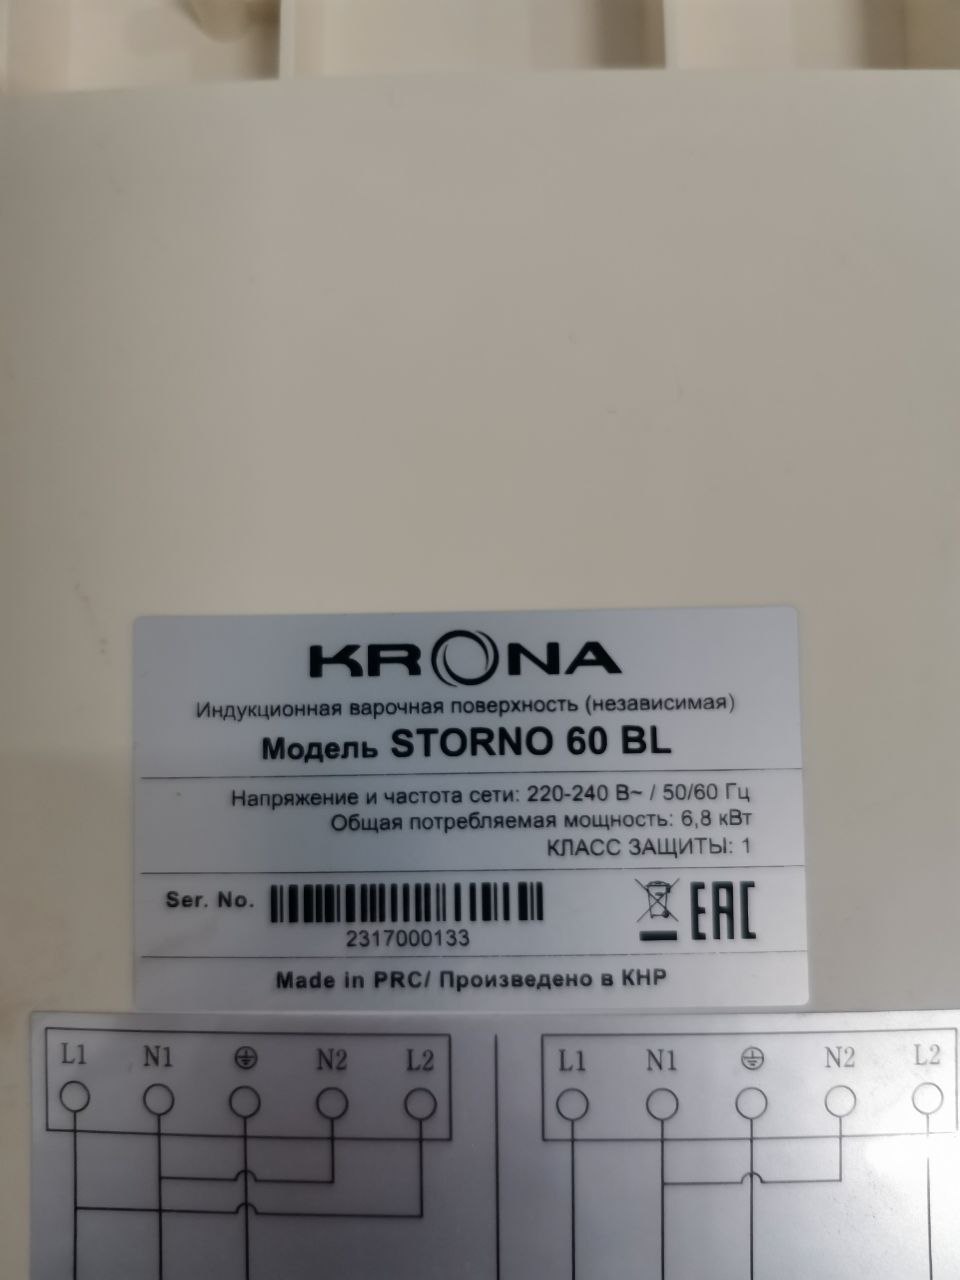 KRONA
Индукционная варочная поверхность (независимая)
Модель STORNO 60 BL
Напряжение и частота сети: 220-240 В~ / 50/60 Гц
Общая потребляемая мощность: 6,8 кВт
КЛАСС ЗАЩИТЫ: 1
Ser. No.
2317000133
EAC
Made in PRC/ Произведено в КНР
L1 N1 N2 L2
L1 N1 N2 L2